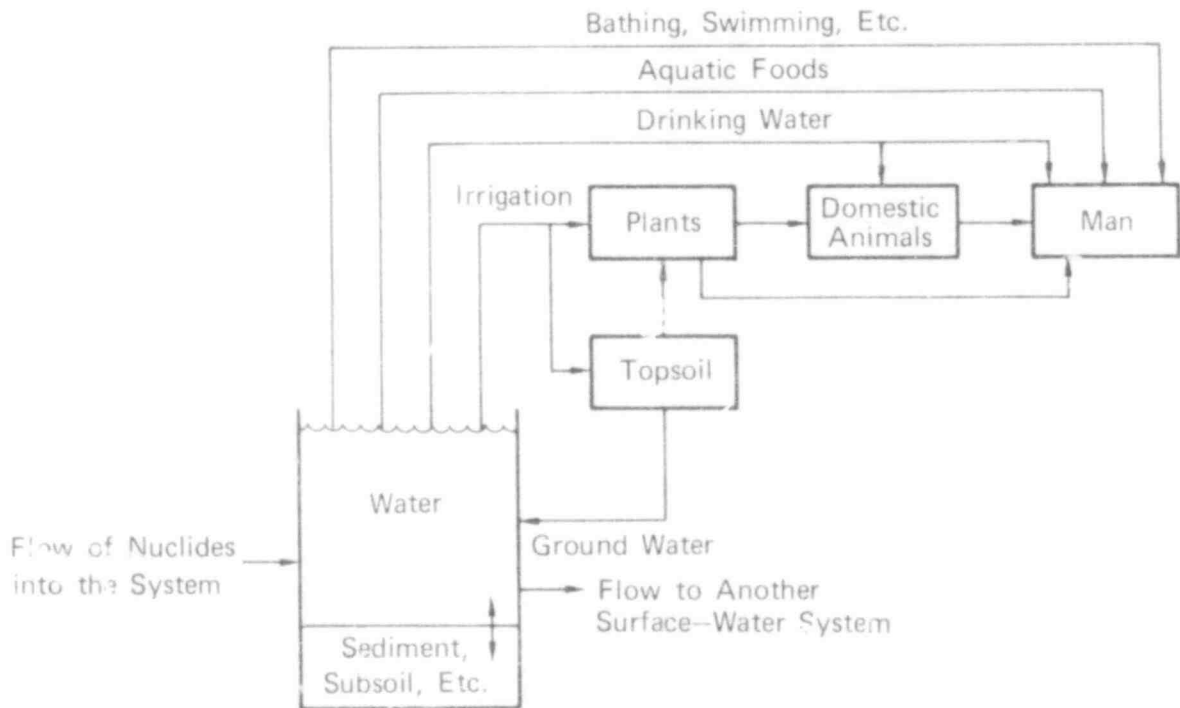 Bathing, Swimming, Etc.
Aquatic Foods
Drinking Water
Irrigation
Plants
Domestic
Animals
Man
Topsoil
Water
Flow of Nuclides
into the System
Ground Water
Flow to Another
Surface—Water System
Sediment,
Subsoil, Etc.